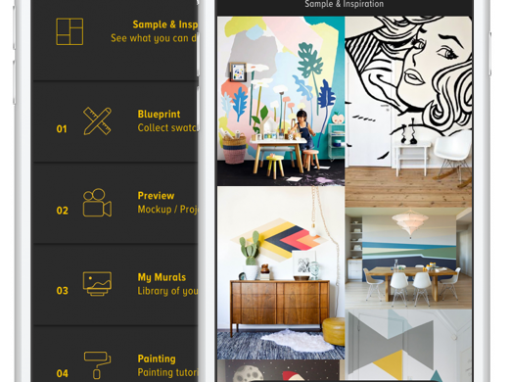 Sample & Insp
See what you can d
01
Blueprint
Collect swatc
02
Preview
Mockup / Proj
03
My Murals
Library of you
04
Painting
Painting tutori
Sample & Inspiration